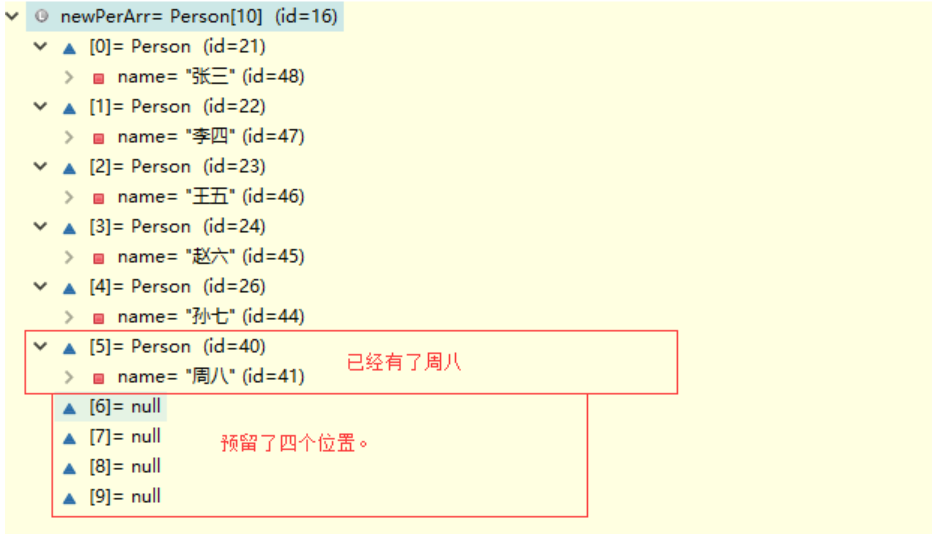 newPerArr= Person[10] (id=16)
[0]= Person (id=21)
name= "张三" (id=48)
[1]= Person (id=22)
name= "李四" (id=47)
[2]= Person (id=23)
name= "王五" (id=46)
[3]= Person (id=24)
name= "赵六" (id=45)
[4]= Person (id=26)
name= "孙七" (id=44)
[5]= Person (id=40)
已经有了周八
name= "周八" (id=41)
[6]= null
[7]= null
预留了四个位置。
[8]= null
[9]= null